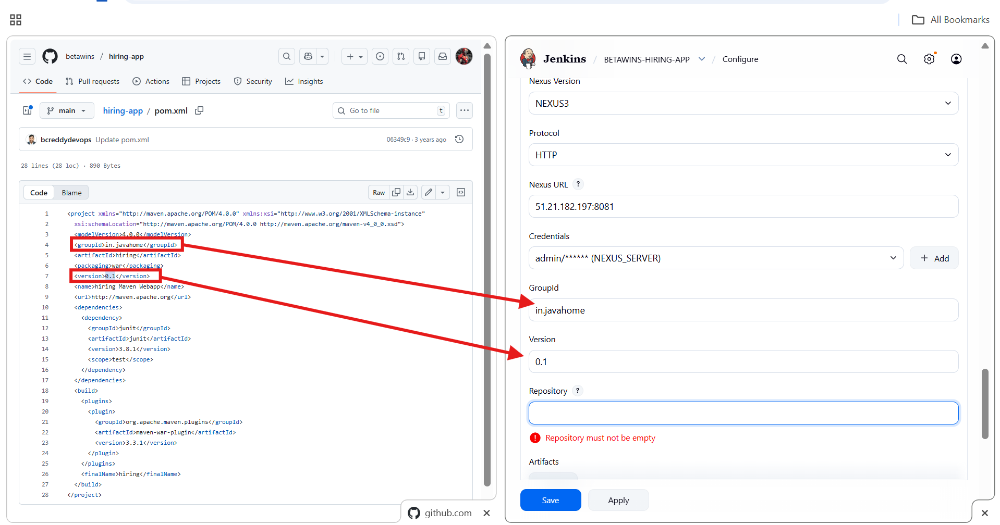 All Bookmarks
betawins / hiring-app
Code Pull requests Actions Projects Security Insights
main hiring-app / pom.xml Go to file t
bcreddydevops Update pom.xml 06349c9 · 3 years ago
28 lines (28 loc) · 890 Bytes
Code Blame Raw
1 <project xmlns="http://maven.apache.org/POM/4.0.0" xmlns:xsi="http://www.w3.org/2001/XMLSchema-instance"
2 xsi:schemaLocation="http://maven.apache.org/POM/4.0.0 http://maven.apache.org/maven-v4_0_0.xsd">
3 <modelVersion>4.0.0</modelVersion>
4 <groupId>in.javahome</groupId>
5 <artifactId>hiring</artifactId>
6 <packaging>war</packaging>
7 <version>0.1</version>
8 <name>hiring Maven Webapp</name>
9 <url>http://maven.apache.org</url>
10 <dependencies>
11 <dependency>
12 <groupId>junit</groupId>
13 <artifactId>junit</artifactId>
14 <version>3.8.1</version>
15 <scope>test</scope>
16 </dependency>
17 </dependencies>
18 <build>
19 <plugins>
20 <plugin>
21 <groupId>org.apache.maven.plugins</groupId>
22 <artifactId>maven-war-plugin</artifactId>
23 <version>3.3.1</version>
24 </plugin>
25 </plugins>
26 <finalName>hiring</finalName>
27 </build>
28 </project>
github.com
Jenkins / BETAWINS-HIRING-APP / Configure
Nexus Version
NEXUS3
Protocol
HTTP
Nexus URL ?
51.21.182.197:8081
Credentials
admin/****** (NEXUS_SERVER) + Add
GroupId
in.javahome
Version
0.1
Repository ?
Repository must not be empty
Artifacts
Save Apply